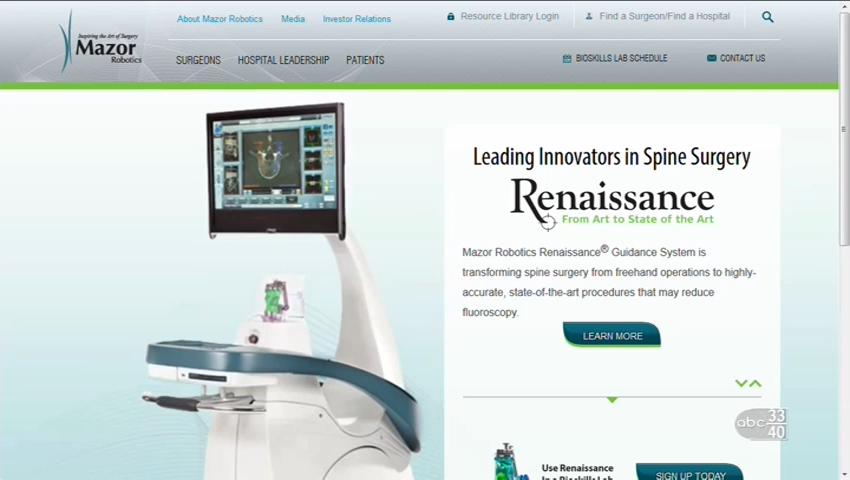 About Mazor Robotics
Media
Investor Relations
Resource Library Login
Find a Surgeon/Find a Hospital
Inspiring the Art of Surgery
Mazor
Robotics
SURGEONS
HOSPITAL LEADERSHIP
PATIENTS
BIOSKILLS LAB SCHEDULE
CONTACT US
Leading Innovators in Spine Surgery
Renaissance
From Art to State of the Art
Mazor Robotics Renaissance® Guidance System is
transforming spine surgery from freehand operations to highly-
accurate, state-of-the-art procedures that may reduce
fluoroscopy.
LEARN MORE
abc 33
40
Use Renaissance
In a Bioskills Lab
SIGN UP TODAY